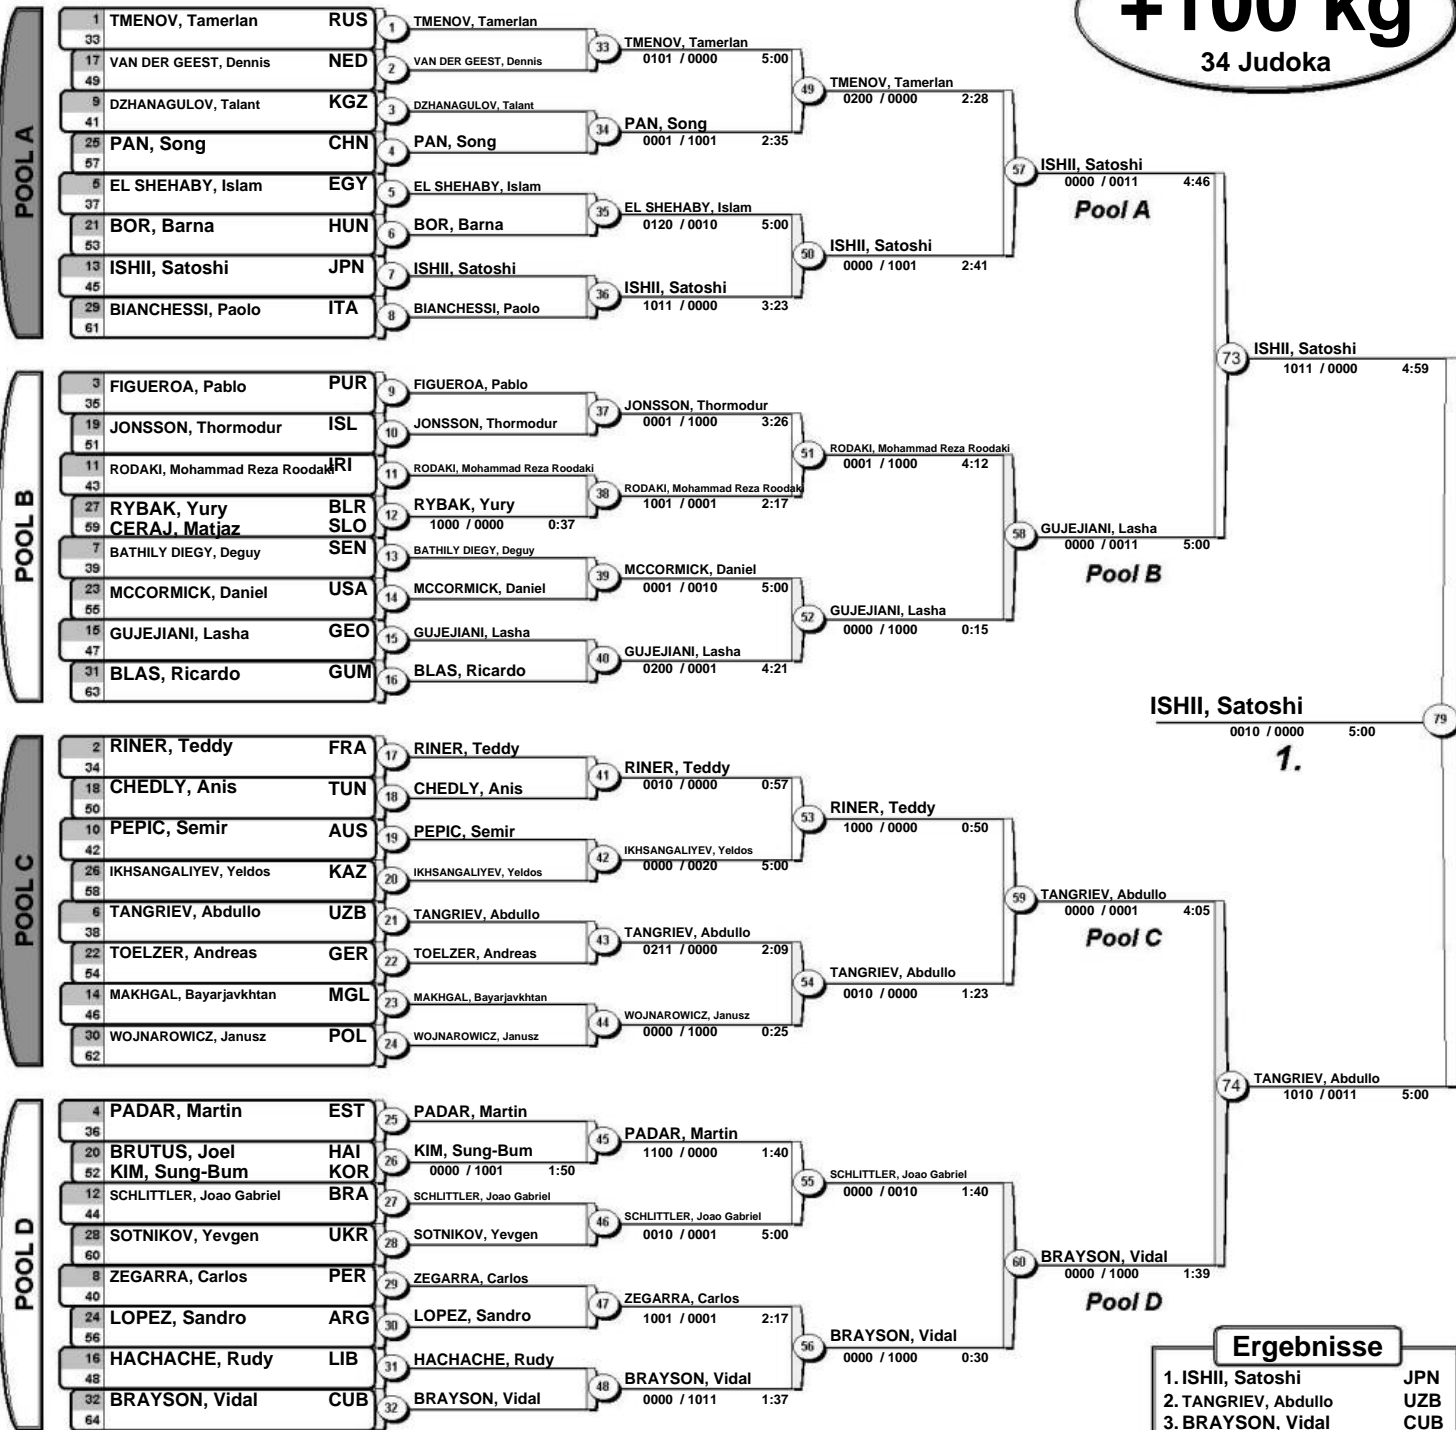 +100 kg
34 Judoka
POOL A
1 TMENOV, Tamerlan RUS
33
17 VAN DER GEEST, Dennis NED
49
9 DZHANAGULOV, Talant KGZ
41
25 PAN, Song CHN
57
5 EL SHEHABY, Islam EGY
37
21 BOR, Barna HUN
53
13 ISHII, Satoshi JPN
45
29 BIANCHESSI, Paolo ITA
61
1 TMENOV, Tamerlan
2 VAN DER GEEST, Dennis
3 DZHANAGULOV, Talant
4 PAN, Song
5 EL SHEHABY, Islam
6 BOR, Barna
7 ISHII, Satoshi
8 BIANCHESSI, Paolo
33 TMENOV, Tamerlan
0101 / 0000 5:00
34 PAN, Song
0001 / 1001 2:35
35 EL SHEHABY, Islam
0120 / 0010 5:00
36 ISHII, Satoshi
1011 / 0000 3:23
49 TMENOV, Tamerlan
0200 / 0000 2:28
50 ISHII, Satoshi
0000 / 1001 2:41
57 ISHII, Satoshi
0000 / 0011 4:46
Pool A
POOL B
3 FIGUEROA, Pablo PUR
35
19 JONSSON, Thormodur ISL
51
11 RODAKI, Mohammad Reza Roodaki IRI
43
27 RYBAK, Yury BLR
59 CERAJ, Matjaz SLO
7 BATHILY DIEGY, Deguy SEN
39
23 MCCORMICK, Daniel USA
55
15 GUJEJIANI, Lasha GEO
47
31 BLAS, Ricardo GUM
63
9 FIGUEROA, Pablo
10 JONSSON, Thormodur
11 RODAKI, Mohammad Reza Roodaki
12 RYBAK, Yury
1000 / 0000 0:37
13 BATHILY DIEGY, Deguy
14 MCCORMICK, Daniel
15 GUJEJIANI, Lasha
16 BLAS, Ricardo
37 JONSSON, Thormodur
0001 / 1000 3:26
38 RODAKI, Mohammad Reza Roodaki
1001 / 0001 2:17
39 MCCORMICK, Daniel
0001 / 0010 5:00
40 GUJEJIANI, Lasha
0200 / 0001 4:21
51 RODAKI, Mohammad Reza Roodaki
0001 / 1000 4:12
52 GUJEJIANI, Lasha
0000 / 1000 0:15
58 GUJEJIANI, Lasha
0000 / 0011 5:00
Pool B
73 ISHII, Satoshi
1011 / 0000 4:59
ISHII, Satoshi 79
0010 / 0000 5:00
1.
POOL C
2 RINER, Teddy FRA
34
18 CHEDLY, Anis TUN
50
10 PEPIC, Semir AUS
42
26 IKHSANGALIYEV, Yeldos KAZ
58
6 TANGRIEV, Abdullo UZB
38
22 TOELZER, Andreas GER
54
14 MAKHGAL, Bayarjavkhtan MGL
46
30 WOJNAROWICZ, Janusz POL
62
17 RINER, Teddy
18 CHEDLY, Anis
19 PEPIC, Semir
20 IKHSANGALIYEV, Yeldos
21 TANGRIEV, Abdullo
22 TOELZER, Andreas
23 MAKHGAL, Bayarjavkhtan
24 WOJNAROWICZ, Janusz
41 RINER, Teddy
0010 / 0000 0:57
42 IKHSANGALIYEV, Yeldos
0000 / 0020 5:00
43 TANGRIEV, Abdullo
0211 / 0000 2:09
44 WOJNAROWICZ, Janusz
0000 / 1000 0:25
53 RINER, Teddy
1000 / 0000 0:50
54 TANGRIEV, Abdullo
0010 / 0000 1:23
59 TANGRIEV, Abdullo
0000 / 0001 4:05
Pool C
POOL D
4 PADAR, Martin EST
36
20 BRUTUS, Joel HAI
52 KIM, Sung-Bum KOR
12 SCHLITTLER, Joao Gabriel BRA
44
28 SOTNIKOV, Yevgen UKR
60
8 ZEGARRA, Carlos PER
40
24 LOPEZ, Sandro ARG
56
16 HACHACHE, Rudy LIB
48
32 BRAYSON, Vidal CUB
64
25 PADAR, Martin
26 KIM, Sung-Bum
0000 / 1001 1:50
27 SCHLITTLER, Joao Gabriel
28 SOTNIKOV, Yevgen
29 ZEGARRA, Carlos
30 LOPEZ, Sandro
31 HACHACHE, Rudy
32 BRAYSON, Vidal
45 PADAR, Martin
1100 / 0000 1:40
46 SCHLITTLER, Joao Gabriel
0010 / 0001 5:00
47 ZEGARRA, Carlos
1001 / 0001 2:17
48 BRAYSON, Vidal
0000 / 1011 1:37
55 SCHLITTLER, Joao Gabriel
0000 / 0010 1:40
56 BRAYSON, Vidal
0000 / 1000 0:30
60 BRAYSON, Vidal
0000 / 1000 1:39
Pool D
74 TANGRIEV, Abdullo
1010 / 0011 5:00
Ergebnisse
1. ISHII, Satoshi JPN
2. TANGRIEV, Abdullo UZB
3. BRAYSON, Vidal CUB